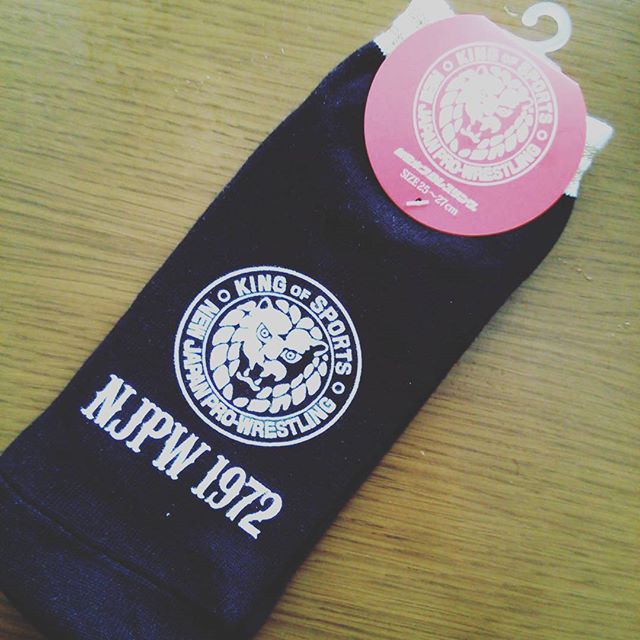 KING OF SPORTS
NEW JAPAN PRO-WRESTLING
SIZE 25~27cm
KING OF SPORTS
NEW JAPAN PRO-WRESTLING
NJPW 1972